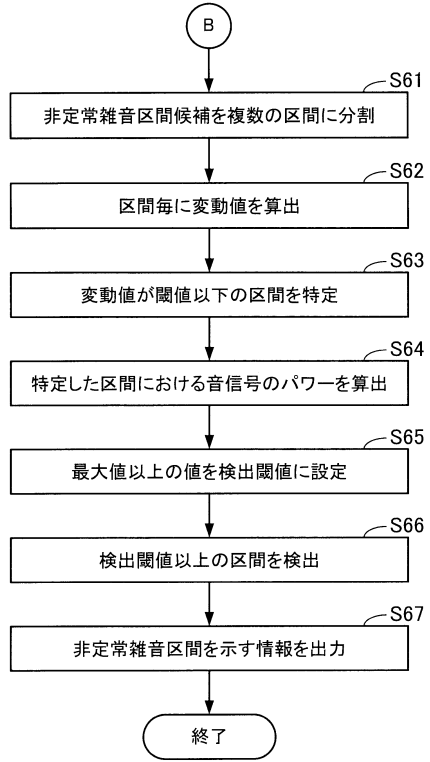 B
S61
非定常雑音区間候補を複数の区間に分割
S62
区間毎に変動値を算出
S63
変動値が閾値以下の区間を特定
S64
特定した区間における音信号のパワーを算出
S65
最大値以上の値を検出閾値に設定
S66
検出閾値以上の区間を検出
S67
非定常雑音区間を示す情報を出力
終了